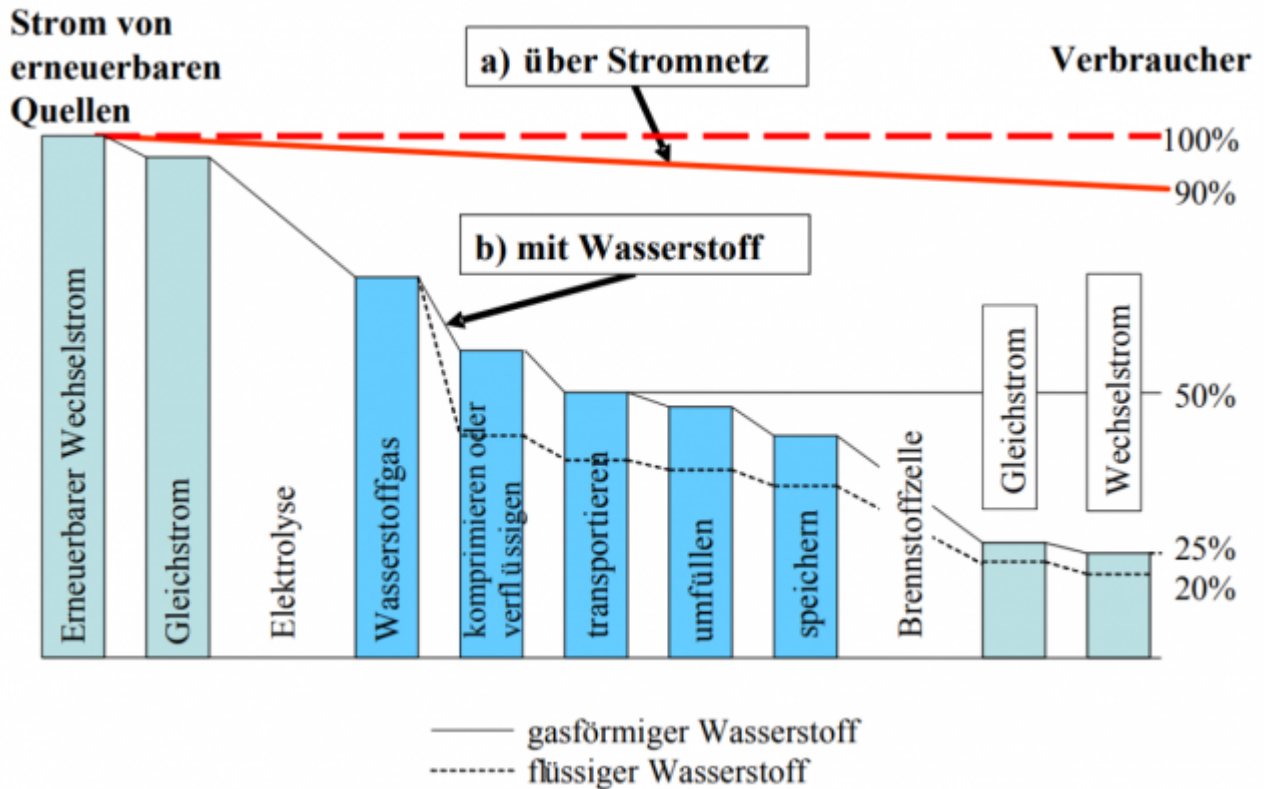 Strom von
erneuerbaren
Quellen
a) über Stromnetz
Verbraucher
100%
90%
b) mit Wasserstoff
50%
25%
20%
Erneuerbarer Wechselstrom
Gleichstrom
Elektrolyse
Wasserstoffgas
komprimieren oder
verflüssigen
transportieren
umfüllen
speichern
Brennstoffzelle
Gleichstrom
Wechselstrom
gasförmiger Wasserstoff
flüssiger Wasserstoff